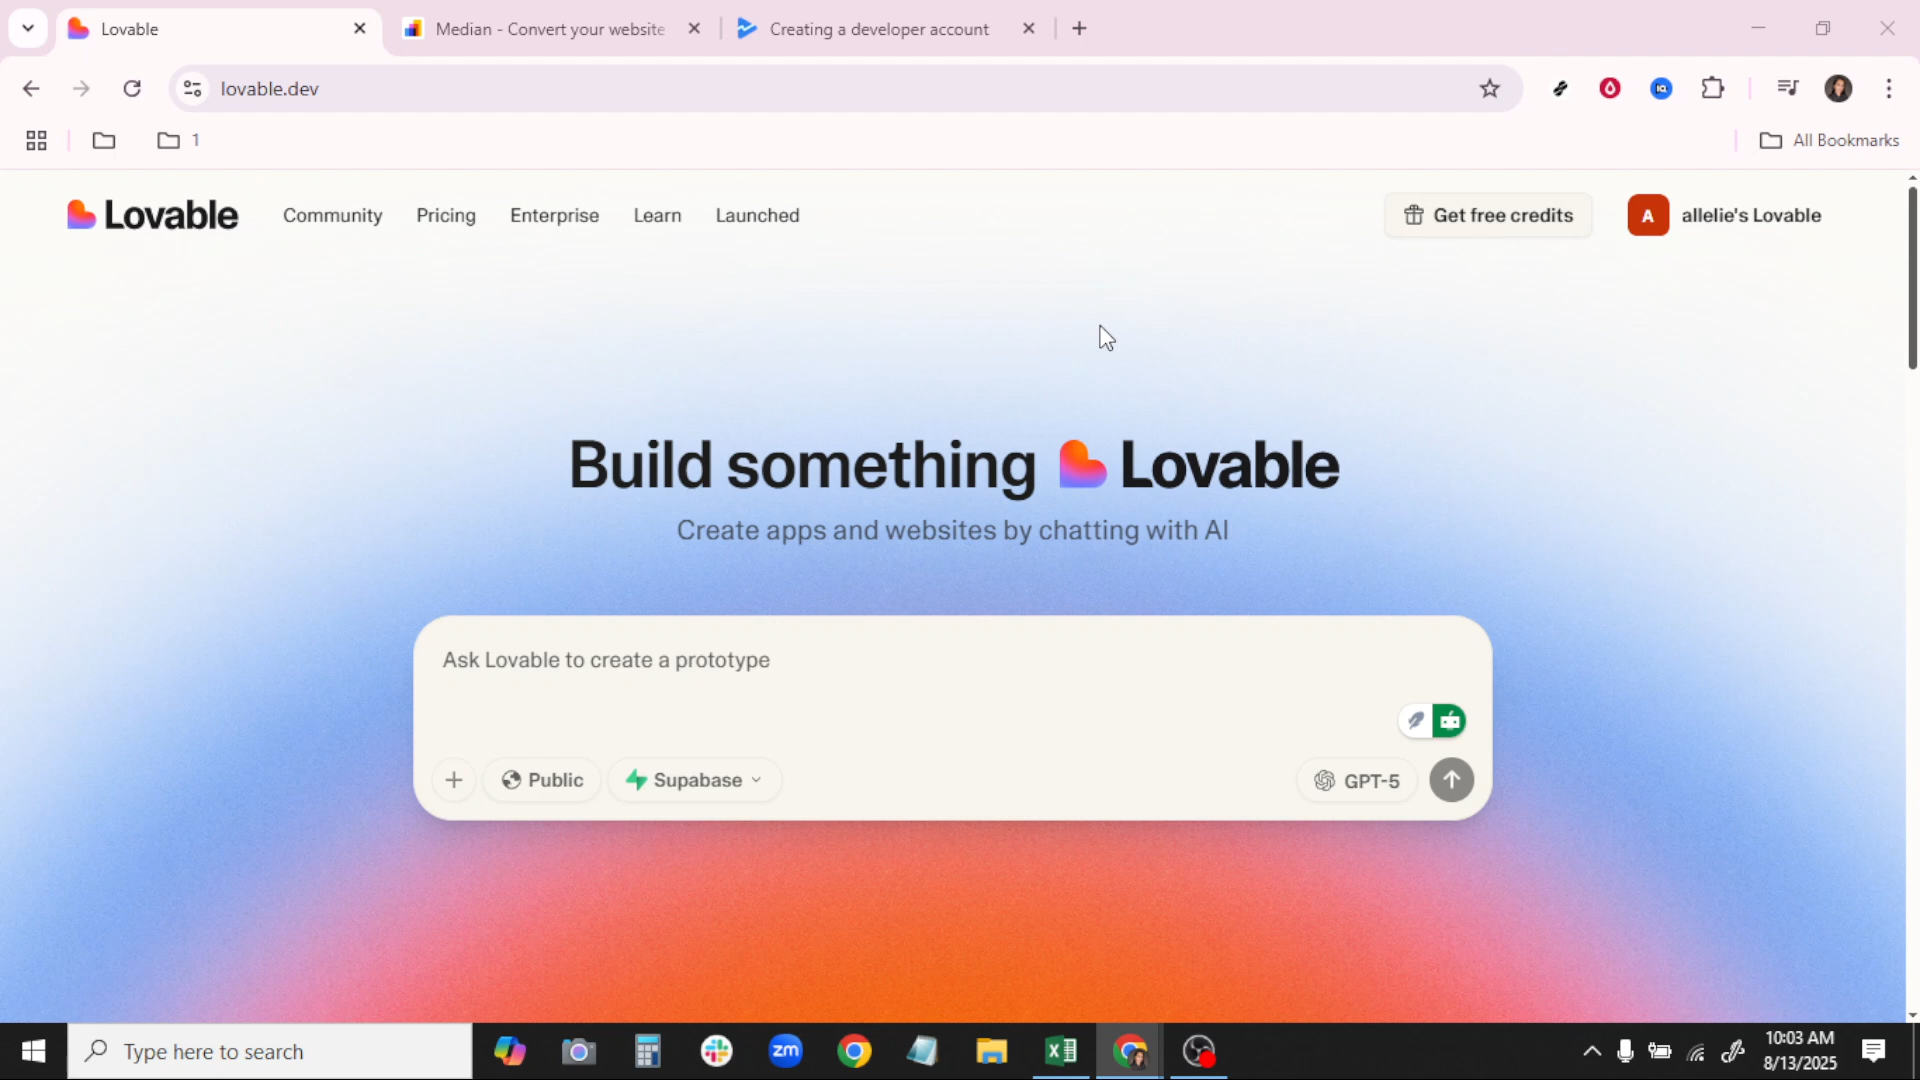 Lovable
Median - Convert your website
Creating a developer account
lovable.dev
1
All Bookmarks
Lovable
Community
Pricing
Enterprise
Learn
Launched
Get free credits
A
allelie's Lovable
Build something Lovable
Create apps and websites by chatting with AI
Ask Lovable to create a prototype
Public
Supabase
GPT-5
Type here to search
zm
10:03 AM
8/13/2025